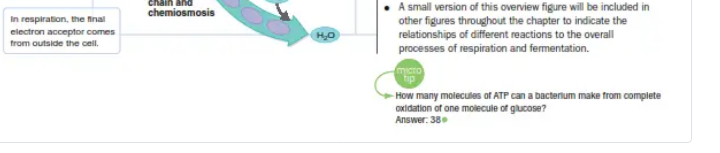 chain and
chemiosmosis
In respiration, the final
electron acceptor comes
from outside the cell.
H₂O
• A small version of this overview figure will be included in
other figures throughout the chapter to indicate the
relationships of different reactions to the overall
processes of respiration and fermentation.
micro
tip
How many molecules of ATP can a bacterium make from complete
oxidation of one molecule of glucose?
Answer: 38